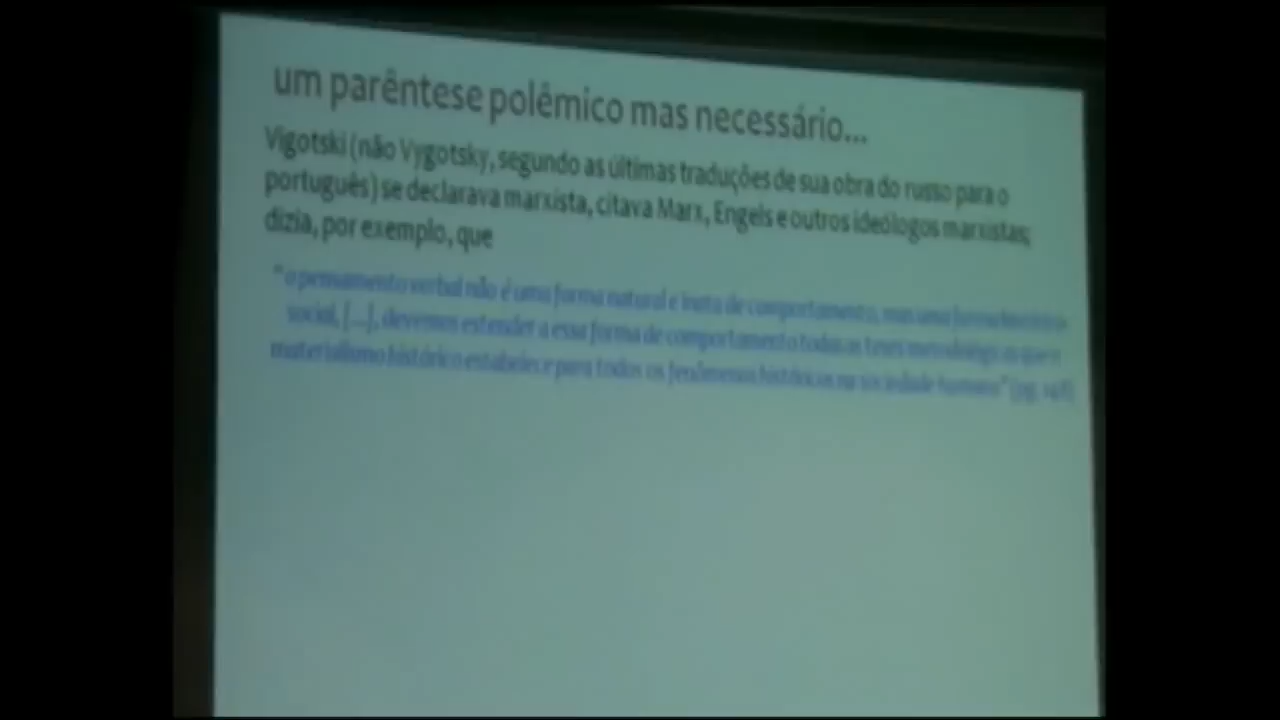 um parêntese polêmico mas necessário...
Vigotski (não Vygotsky, segundo as últimas traduções de sua obra do russo para o
português) se declarava marxista, citava Marx, Engels e outros ideólogos marxistas;
dizia, por exemplo, que
"o pensamento verbal não é uma forma natural e inata de comportamento, mas uma forma histórico
social, [...], devemos estender a essa forma de comportamento todas as teses metodológicas que o
materialismo histórico estabelece para todos os fenômenos históricos na sociedade humana" (pg.